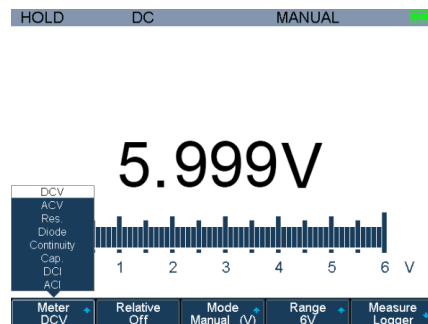 HOLD DC MANUAL
5.999V
DCV
ACV
Res.
Diode
Continuity
Cap.
DCI
ACI
1 2 3 4 5 6 V
Meter Relative Mode Range Measure
DCV Off Manual (V) 6V Logger